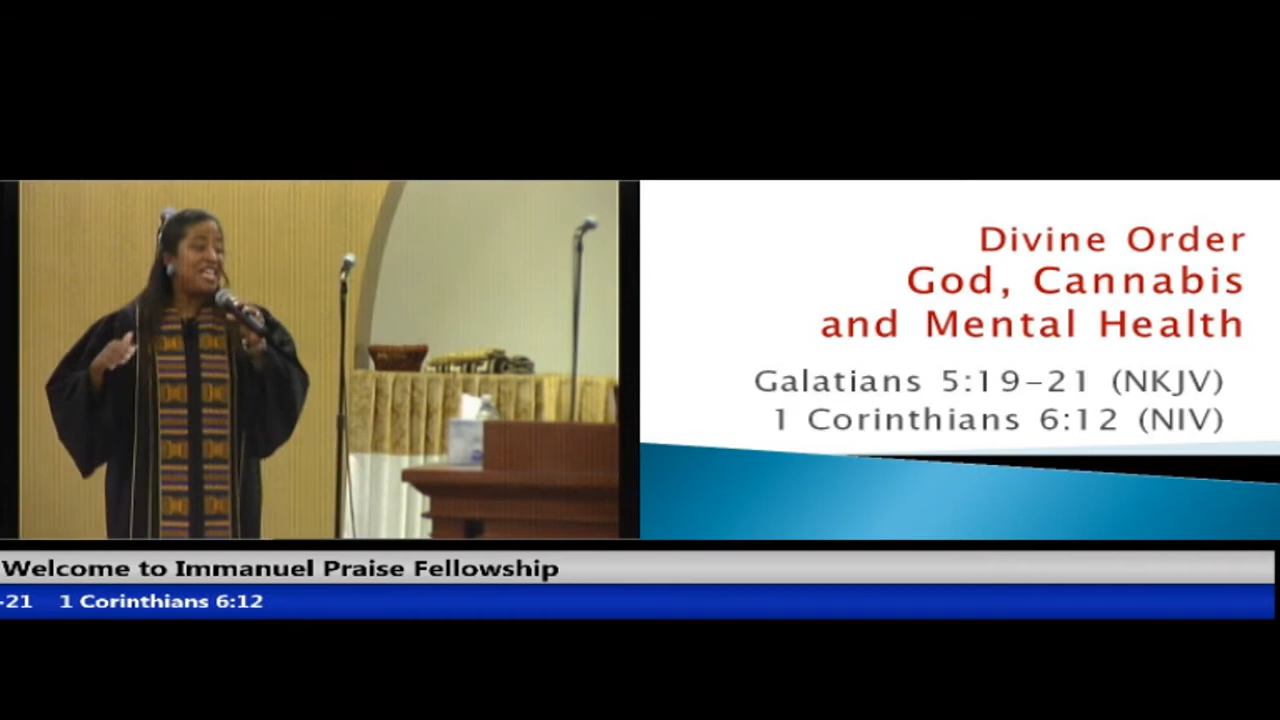 Divine Order
God, Cannabis
and Mental Health
Galatians 5:19–21 (NKJV)
1 Corinthians 6:12 (NIV)
Welcome to Immanuel Praise Fellowship
-21 1 Corinthians 6:12